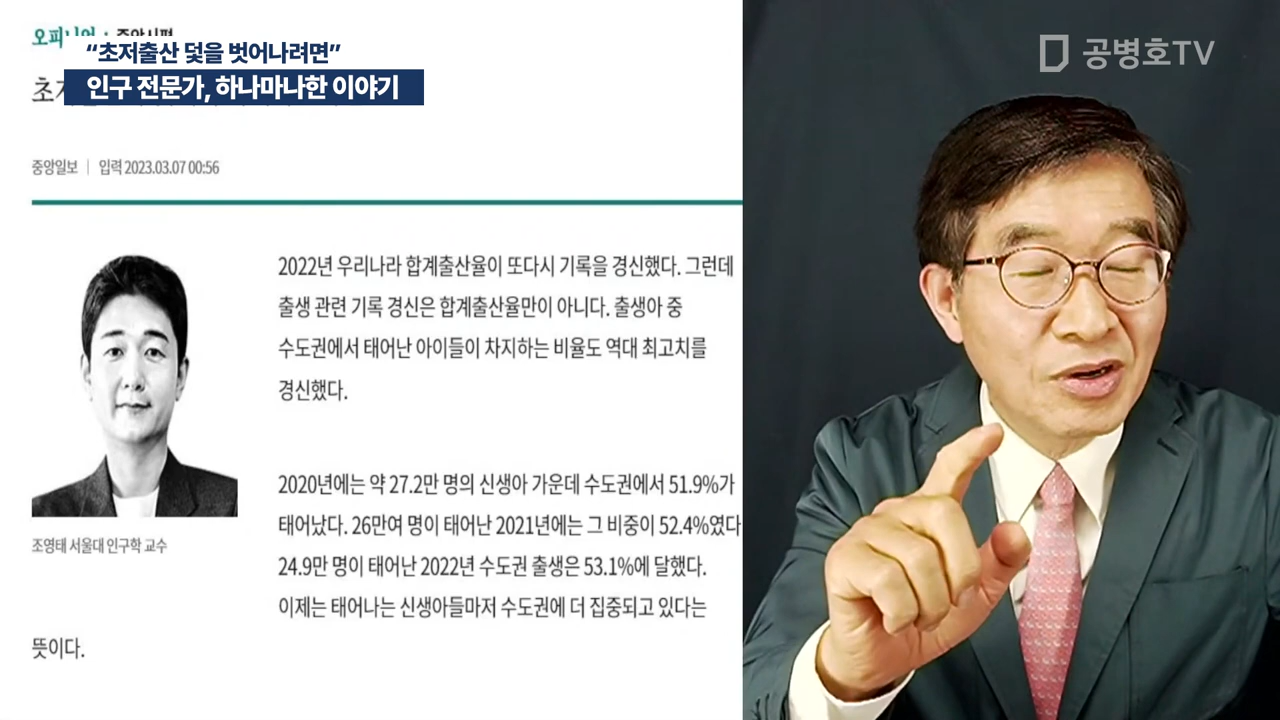 “초저출산 덫을 벗어나려면”
인구 전문가, 하나마나한 이야기
공병호TV
중앙일보 | 입력 2023.03.07 00:56
2022년 우리나라 합계출산율이 또다시 기록을 경신했다. 그런데
출생 관련 기록 경신은 합계출산율만이 아니다. 출생아 중
수도권에서 태어난 아이들이 차지하는 비율도 역대 최고치를
경신했다.
2020년에는 약 27.2만 명의 신생아 가운데 수도권에서 51.9%가
태어났다. 26만여 명이 태어난 2021년에는 그 비중이 52.4%였다
24.9만 명이 태어난 2022년 수도권 출생은 53.1%에 달했다.
이제는 태어나는 신생아들마저 수도권에 더 집중되고 있다는
뜻이다.
조영태 서울대 인구학 교수